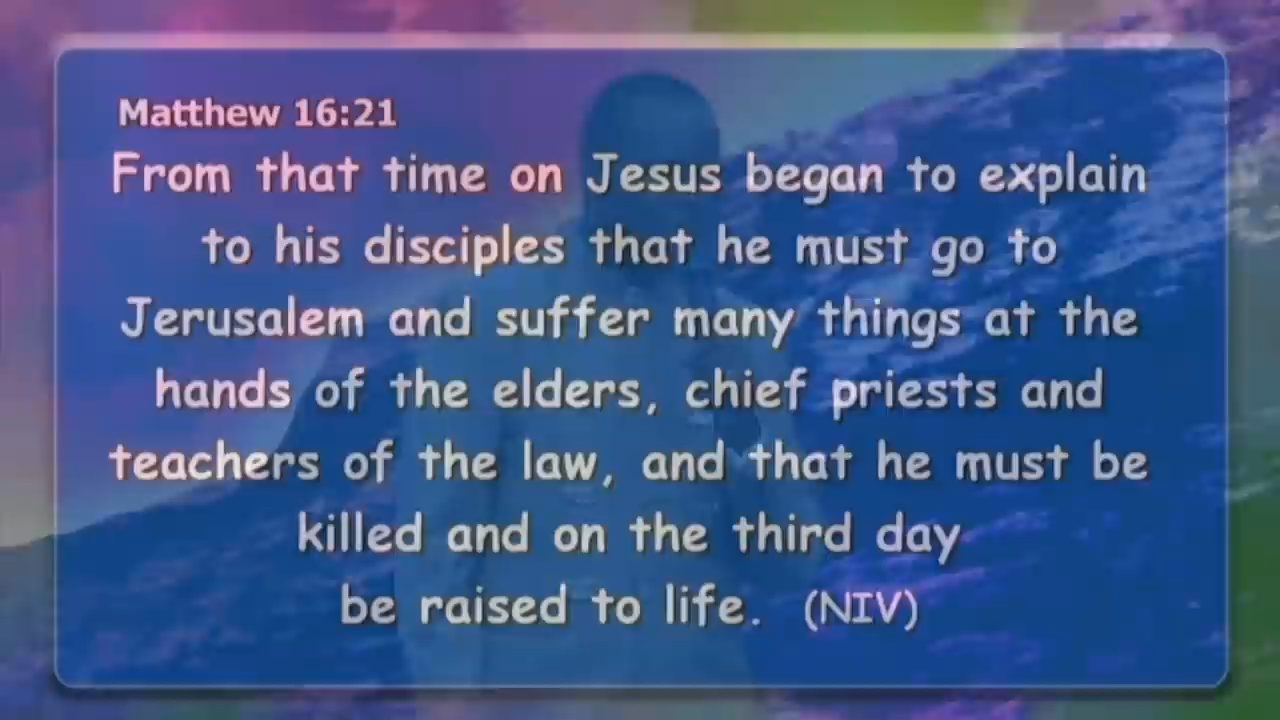 Matthew 16:21
From that time on Jesus began to explain
to his disciples that he must go to
Jerusalem and suffer many things at the
hands of the elders, chief priests and
teachers of the law, and that he must be
killed and on the third day
be raised to life. (NIV)